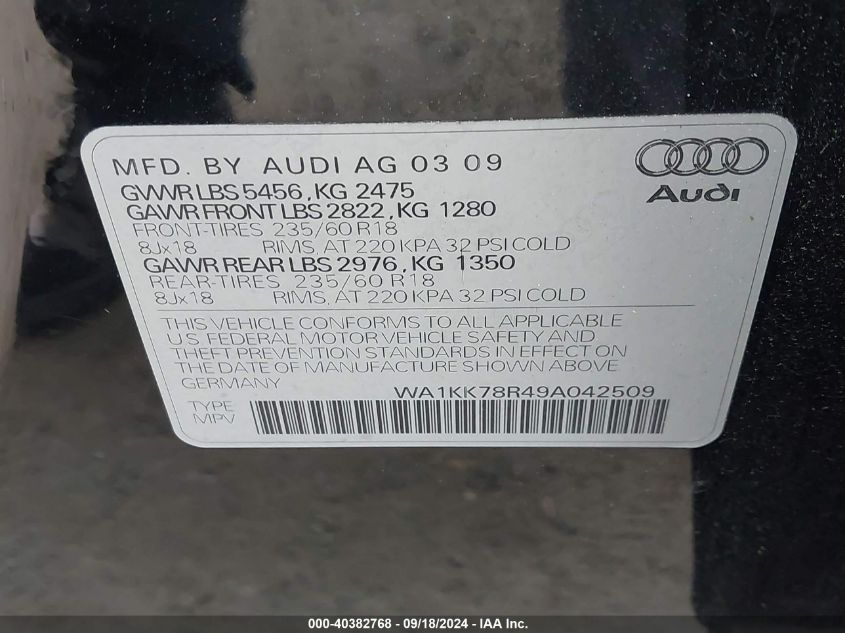 MFD. BY AUDI AG 03 09
GVWR LBS 5456, KG 2475
GAWR FRONT LBS 2822, KG 1280
FRONT-TIRES 235/60 R18
8Jx18 RIMS, AT 220 KPA 32 PSI COLD
GAWR REAR LBS 2976, KG 1350
REAR-TIRES 235/60 R18
8Jx18 RIMS, AT 220 KPA 32 PSI COLD
Audi
THIS VEHICLE CONFORMS TO ALL APPLICABLE
U.S. FEDERAL MOTOR VEHICLE SAFETY AND
THEFT PREVENTION STANDARDS IN EFFECT ON
THE DATE OF MANUFACTURE SHOWN ABOVE
GERMANY WA1KK78R49A042509
TYPE
MPV
000-40382768 - 09/18/2024 - IAA Inc.